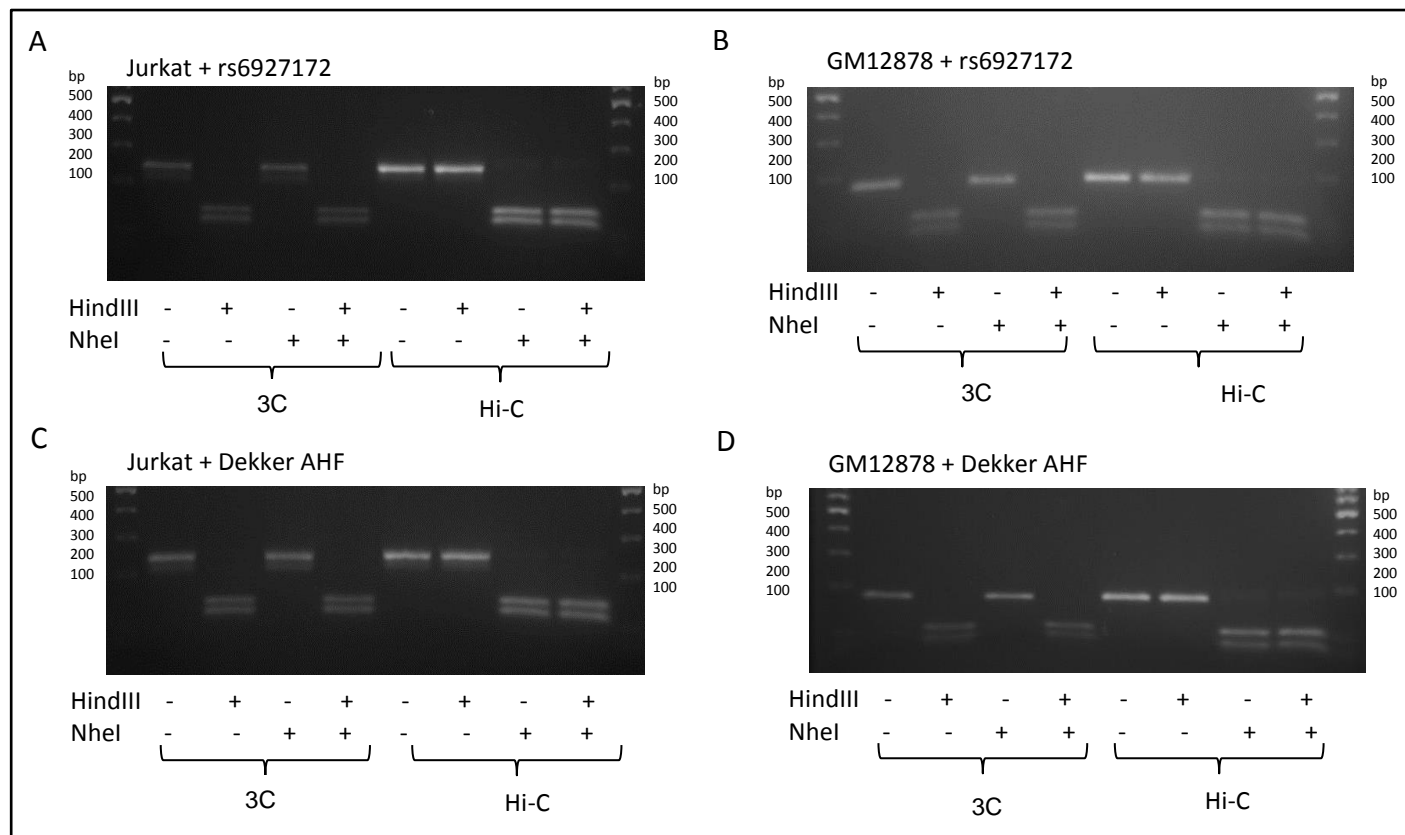 A
Jurkat + rs6927172
bp
500
400
300
200
100
bp
500
400
300
200
100
HindIII - + - + - + - +
NheI - - + + - - + +
3C
Hi-C
B
GM12878 + rs6927172
bp
500
400
300
200
100
bp
500
400
300
200
100
HindIII - + - + - + - +
NheI - - + + - - + +
3C
Hi-C
C
Jurkat + Dekker AHF
bp
500
400
300
200
100
bp
500
400
300
200
100
HindIII - + - + - + - +
NheI - - + + - - + +
3C
Hi-C
D
GM12878 + Dekker AHF
bp
500
400
300
200
100
bp
500
400
300
200
100
HindIII - + - + - + - +
NheI - - + + - - + +
3C
Hi-C